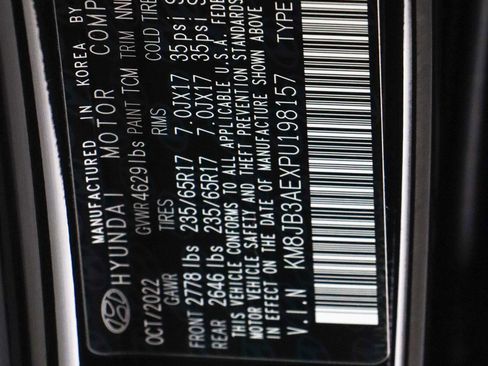 MANUFACTURED IN KOREA BY
HYUNDAI MOTOR COMP
OCT/2022 GVWR 4629 lbs PAINT TCM TRIM NNB
GAWR TIRES RIMS COLD TIRE
FRONT 2778 lbs 235/65R17 7.0JX17 35psi
REAR 2646 lbs 235/65R17 7.0JX17 35psi
THIS VEHICLE CONFORMS TO ALL APPLICABLE U.S.A. FEDE
MOTOR VEHICLE SAFETY AND THEFT PREVENTION STANDARDS
IN EFFECT ON THE DATE OF MANUFACTURE SHOWN ABOVE
V.I.N KM8JB3AEXPU198157 TYPE